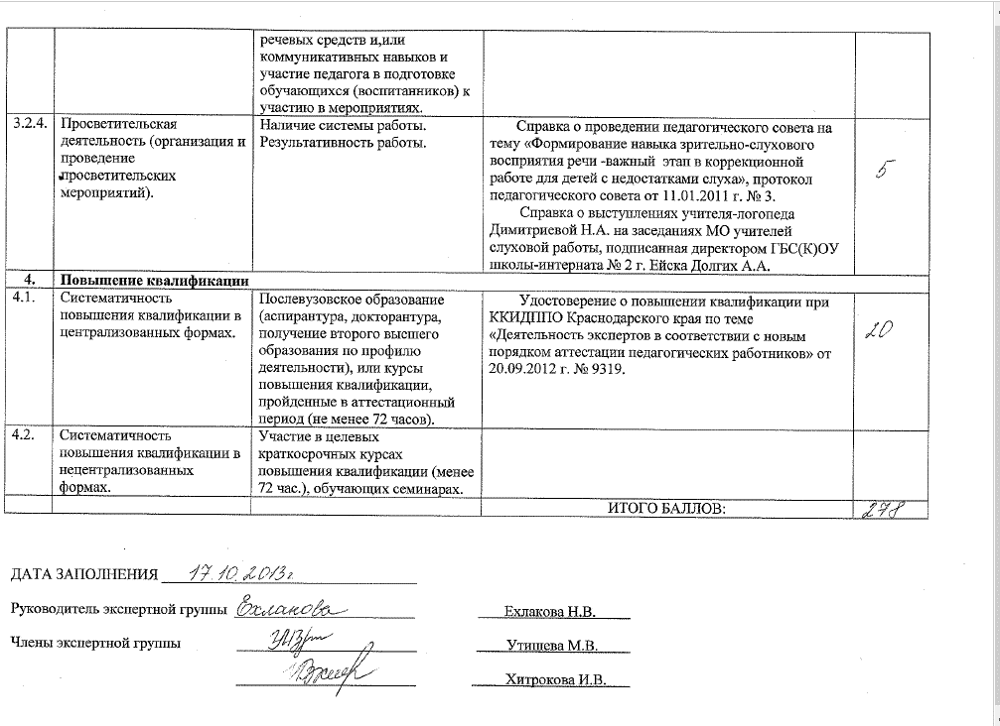 речевых средств и,или
коммуникативных навыков и
участие педагога в подготовке
обучающихся (воспитанников) к
участию в мероприятиях.
3.2.4.
Просветительская
деятельность (организация и
проведение
просветительских
мероприятий).
Наличие системы работы.
Результативность работы.
Справка о проведении педагогического совета на
тему «Формирование навыка зрительно-слухового
восприятия речи -важный этап в коррекционной
работе для детей с недостатками слуха», протокол
педагогического совета от 11.01.2011 г. № 3.
Справка о выступлениях учителя-логопеда
Димитриевой Н.А. на заседаниях МО учителей
слуховой работы, подписанная директором ГБС(К)ОУ
школы-интерната № 2 г. Ейска Долгих А.А.
5
4. Повышение квалификации
4.1.
Систематичность
повышения квалификации в
централизованных формах.
Послевузовское образование
(аспирантура, докторантура,
получение второго высшего
образования по профилю
деятельности), или курсы
повышения квалификации,
пройденные в аттестационный
период (не менее 72 часов).
Удостоверение о повышении квалификации при
ККИДППО Краснодарского края по теме
«Деятельность экспертов в соответствии с новым
порядком аттестации педагогических работников» от
20.09.2012 г. № 9319.
20
4.2.
Систематичность
повышения квалификации в
нецентрализованных
формах.
Участие в целевых
краткосрочных курсах
повышения квалификации (менее
72 час.), обучающих семинарах.
ИТОГО БАЛЛОВ: 278
ДАТА ЗАПОЛНЕНИЯ 17.10.2013г.
Руководитель экспертной группы Ехлакова Ехлакова Н.В.
Члены экспертной группы Утищева М.В.
Хитрокова И.В.